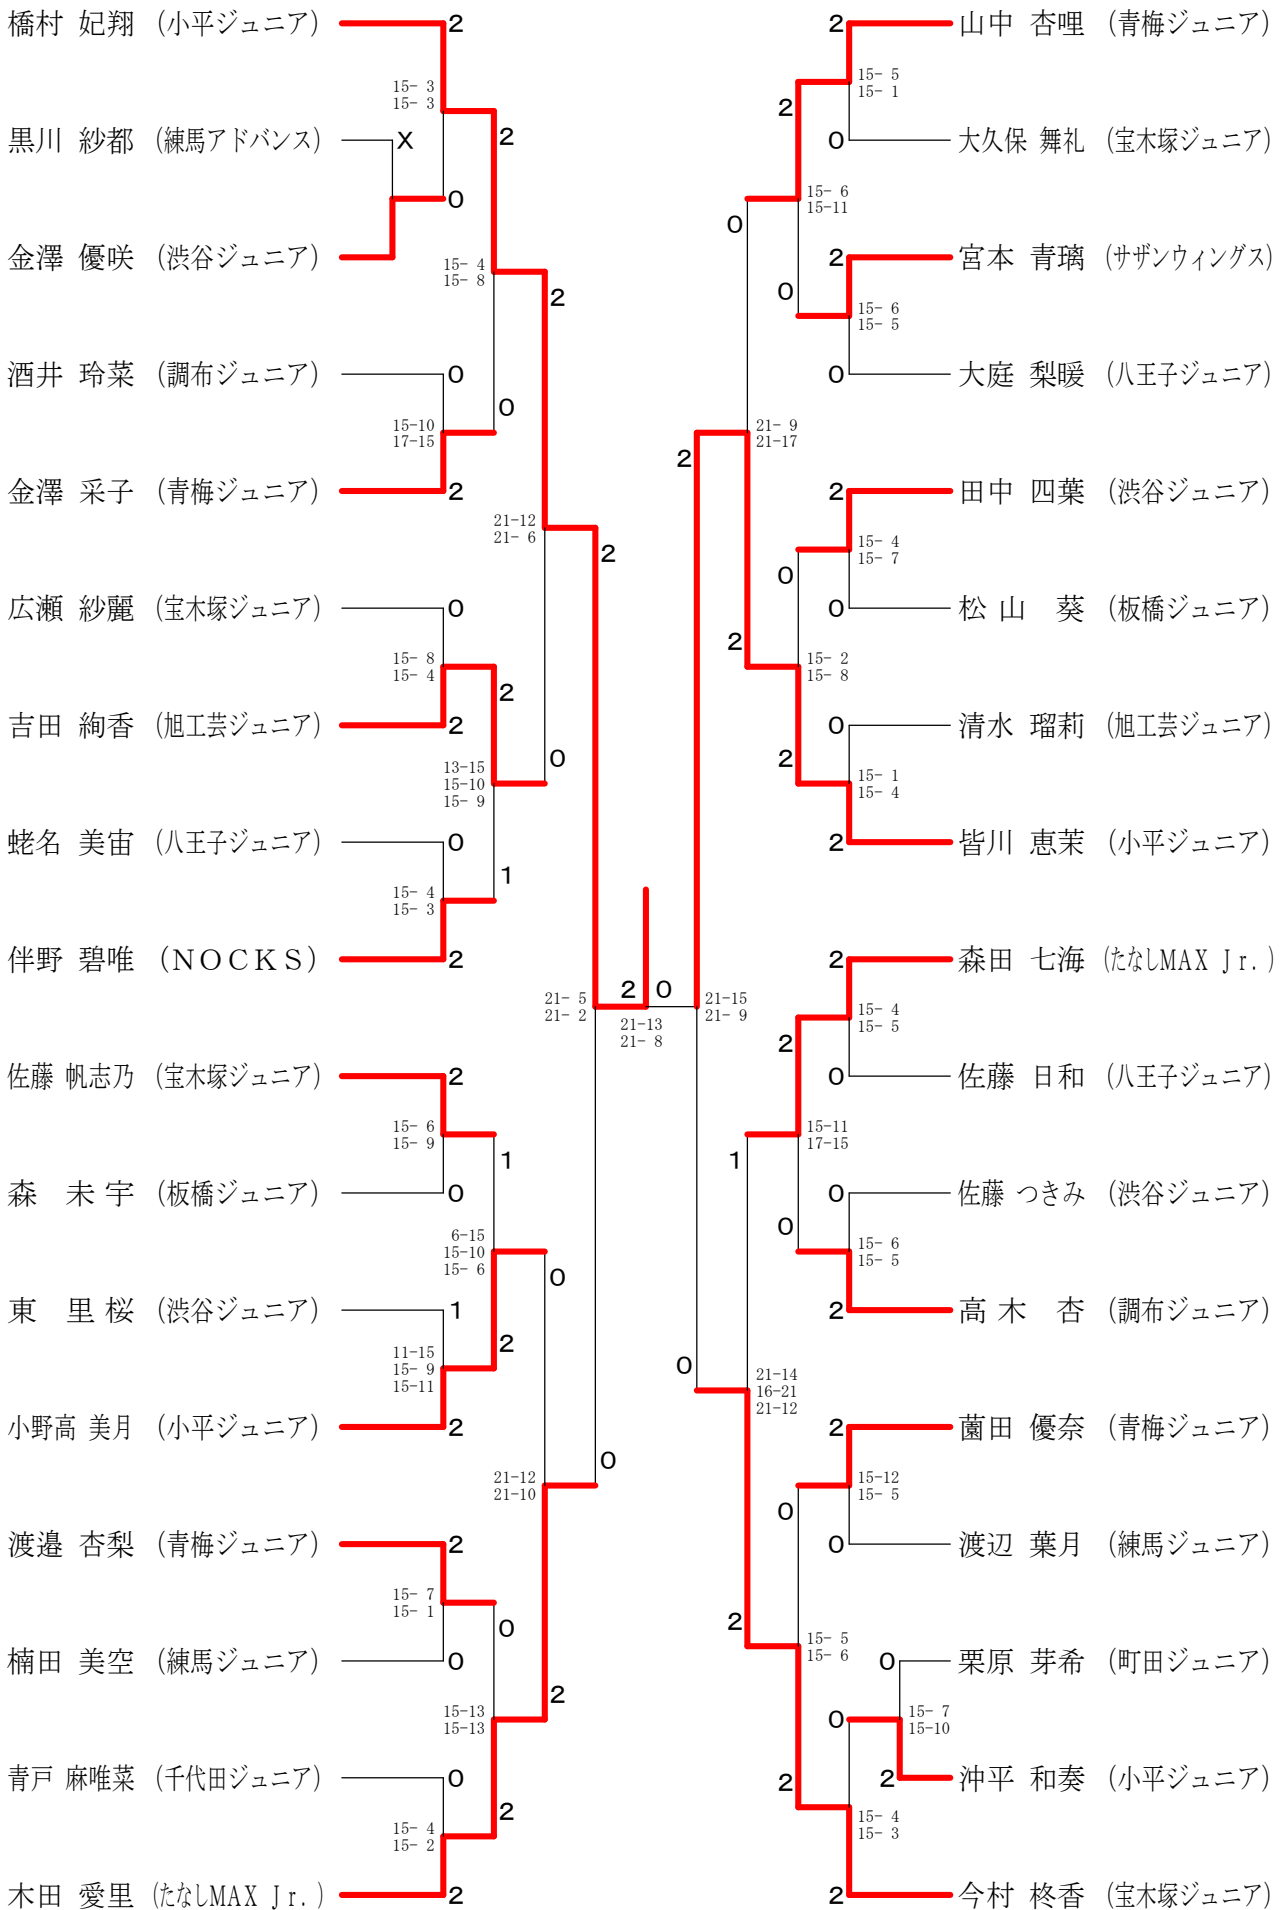 橋村 妃翔 (小平ジュニア) 2
15- 3
15- 3
黒川 紗都 (練馬アドバンス) X
2
0
金澤 優咲 (渋谷ジュニア)
15- 4
15- 8
2
酒井 玲菜 (調布ジュニア) 0
0
15-10
17-15
金澤 采子 (青梅ジュニア) 2
21-12
21- 6
2
広瀬 紗麗 (宝木塚ジュニア) 0
15- 8
15- 4
2
吉田 絢香 (旭工芸ジュニア) 2
0
13-15
15-10
15- 9
蛯名 美宙 (八王子ジュニア) 0
1
15- 4
15- 3
伴野 碧唯 (NOCKS) 2
21- 5
21- 2
佐藤 帆志乃 (宝木塚ジュニア) 2
15- 6
15- 9
1
森 未宇 (板橋ジュニア) 0
6-15
15-10
15- 6
0
東 里桜 (渋谷ジュニア) 1
2
11-15
15- 9
15-11
小野高 美月 (小平ジュニア) 2
0
21-12
21-10
渡邉 杏梨 (青梅ジュニア) 2
15- 7
15- 1
0
楠田 美空 (練馬ジュニア) 0
2
15-13
15-13
青戸 麻唯菜 (千代田ジュニア) 0
2
15- 4
15- 2
木田 愛里 (たなしMAX Jr.) 2
2 0
21-13
21- 8
2 山中 杏哩 (青梅ジュニア)
15- 5
15- 1
2
0 大久保 舞礼 (宝木塚ジュニア)
15- 6
15-11
0
2 宮本 青璃 (サザンウィングス)
0
15- 6
15- 5
0 大庭 梨暖 (八王子ジュニア)
21- 9
21-17
2
2 田中 四葉 (渋谷ジュニア)
15- 4
15- 7
0
0 松山 葵 (板橋ジュニア)
2
15- 2
15- 8
0 清水 瑠莉 (旭工芸ジュニア)
2
15- 1
15- 4
2 皆川 恵茉 (小平ジュニア)
2 森田 七海 (たなしMAX Jr.)
21-15
21- 9
15- 4
15- 5
2
0 佐藤 日和 (八王子ジュニア)
15-11
17-15
1
0 佐藤 つきみ (渋谷ジュニア)
0
15- 6
15- 5
2 高木 杏 (調布ジュニア)
0
21-14
16-21
21-12
2 薗田 優奈 (青梅ジュニア)
15-12
15- 5
0
0 渡辺 葉月 (練馬ジュニア)
2
15- 5
15- 6
0 栗原 芽希 (町田ジュニア)
15- 7
15-10
0
2 沖平 和奏 (小平ジュニア)
2
15- 4
15- 3
2 今村 柊香 (宝木塚ジュニア)